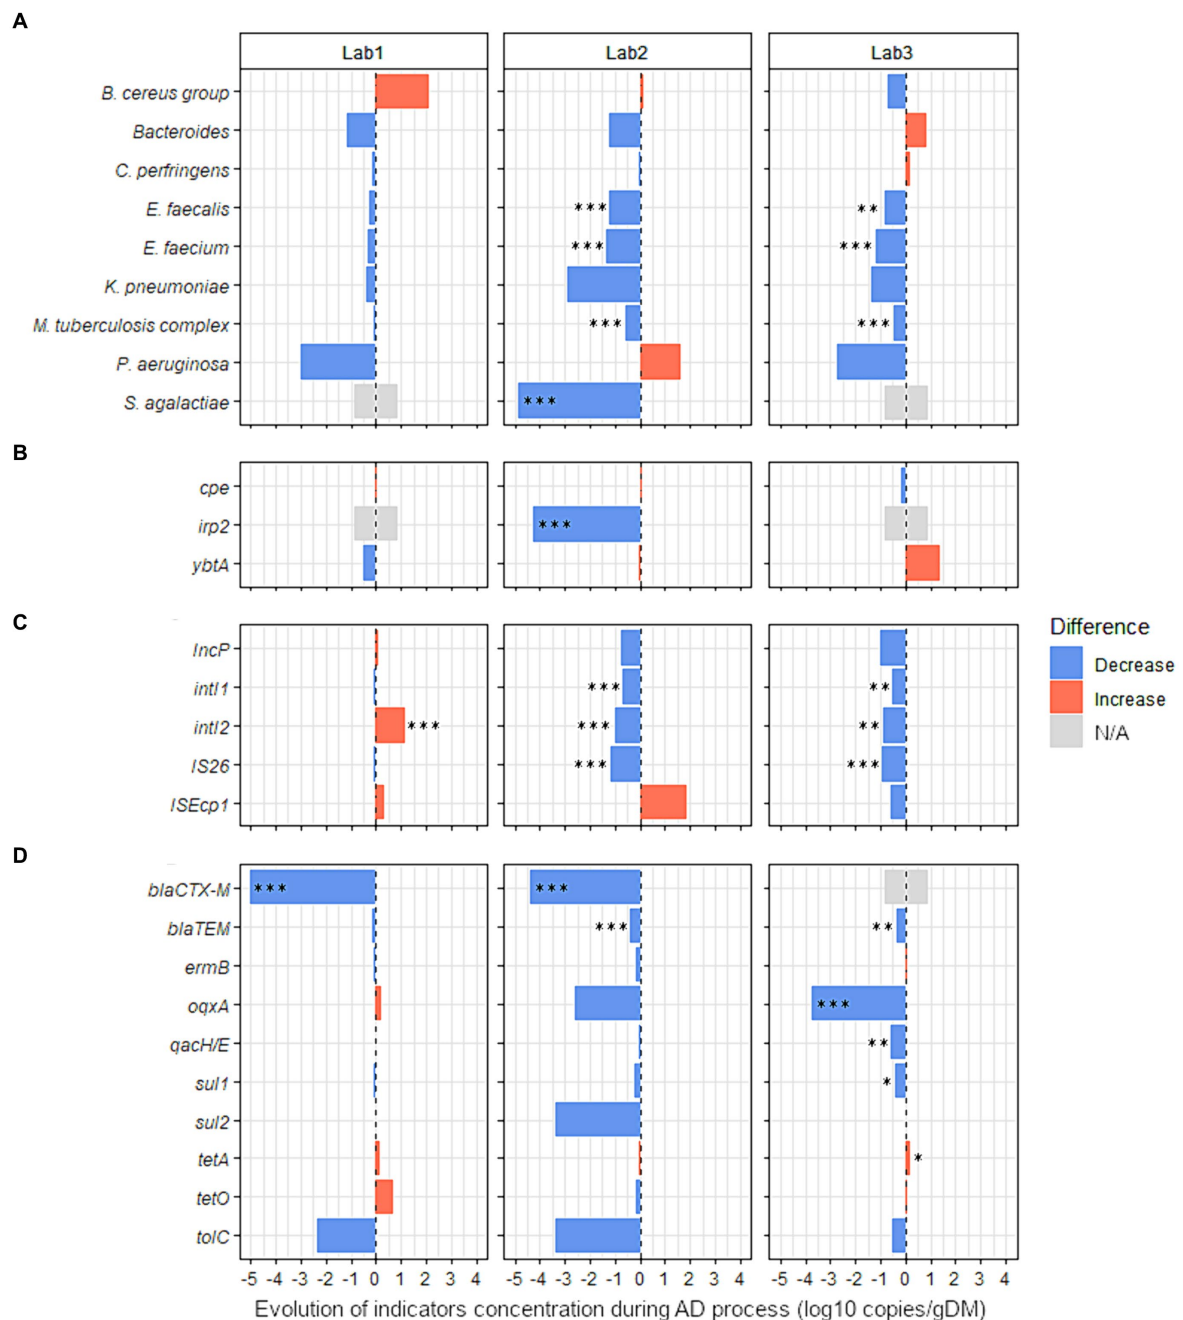 A
Lab1 Lab2 Lab3
B. cereus group
Bacteroides
C. perfringens
E. faecalis *** **
E. faecium *** ***
K. pneumoniae
M. tuberculosis complex *** ***
P. aeruginosa
S. agalactiae ***
B
cpe
irp2 ***
ybtA
C
IncP
intI1 *** **
intI2 *** *** **
IS26 *** ***
ISEcp1
Difference
Decrease
Increase
N/A
D
blaCTX-M *** ***
blaTEM *** **
ermB
oqxA ***
qacH/E **
sul1 *
sul2
tetA *
tetO
tolC
-5 -4 -3 -2 -1 0 1 2 3 4 -5 -4 -3 -2 -1 0 1 2 3 4 -5 -4 -3 -2 -1 0 1 2 3 4
Evolution of indicators concentration during AD process (log10 copies/gDM)